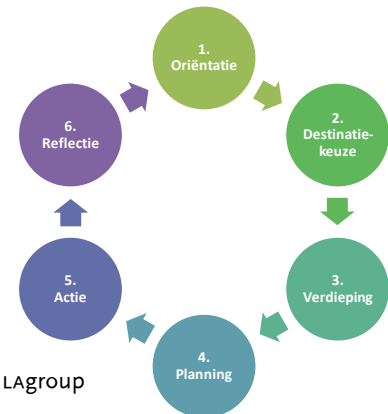 1.
Oriëntatie
2.
Destinatie-
keuze
3.
Verdieping
4.
Planning
5.
Actie
6.
Reflectie
LAgroup